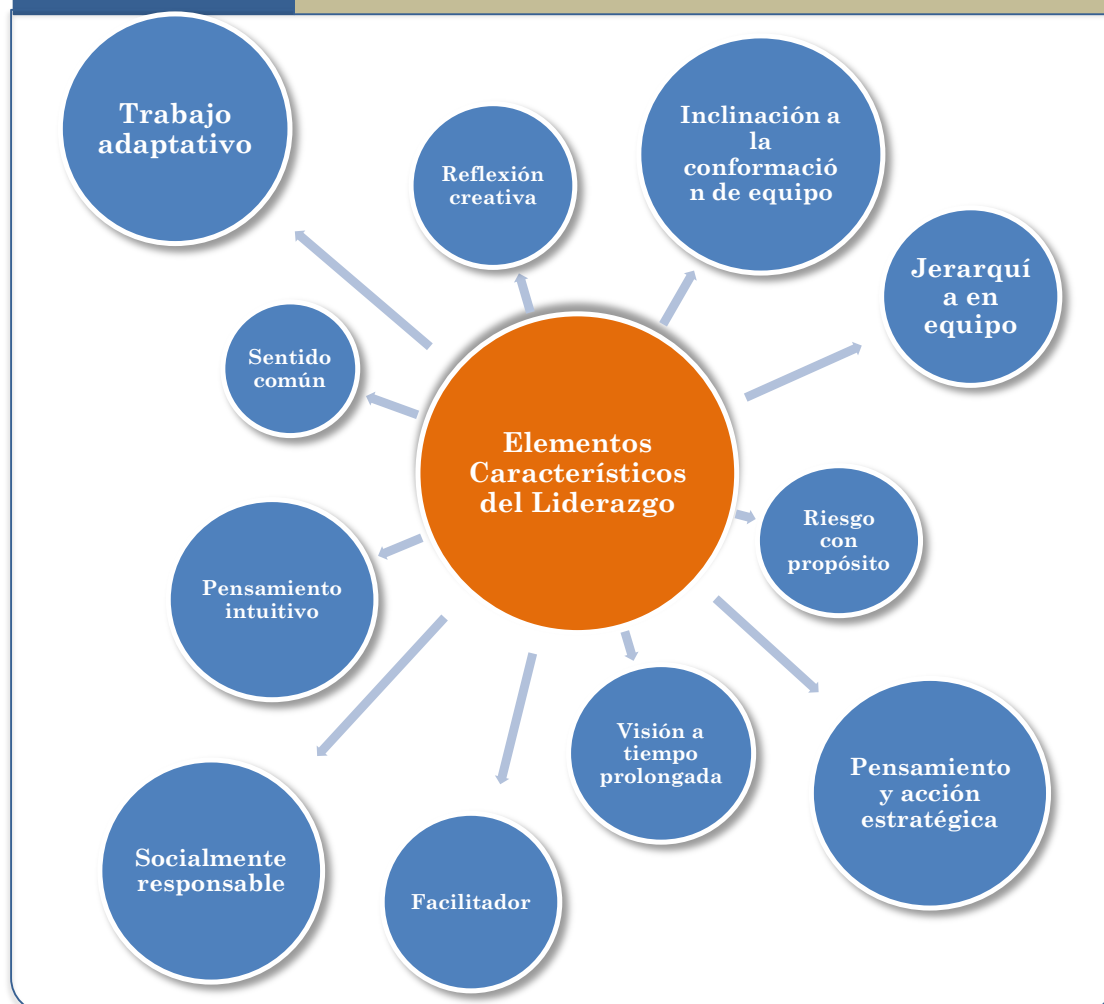 Trabajo
adaptativo
Reflexión
creativa
Inclinación a
la
conformació
n de equipo
Jerarquí
a en
equipo
Sentido
común
Elementos
Característicos
del Liderazgo
Riesgo
con
propósito
Pensamiento
intuitivo
Visión a
tiempo
prolongada
Pensamiento
y acción
estratégica
Socialmente
responsable
Facilitador